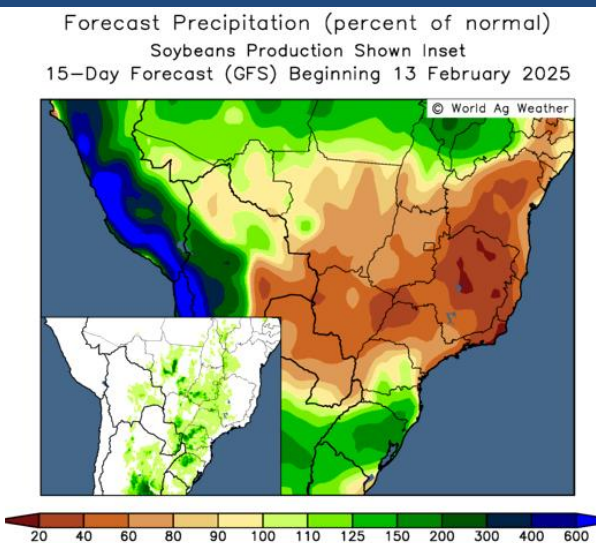 Forecast Precipitation (percent of normal)
Soybeans Production Shown Inset
15-Day Forecast (GFS) Beginning 13 February 2025
© World Ag Weather
20 40 60 80 90 100 110 125 150 200 300 400 600